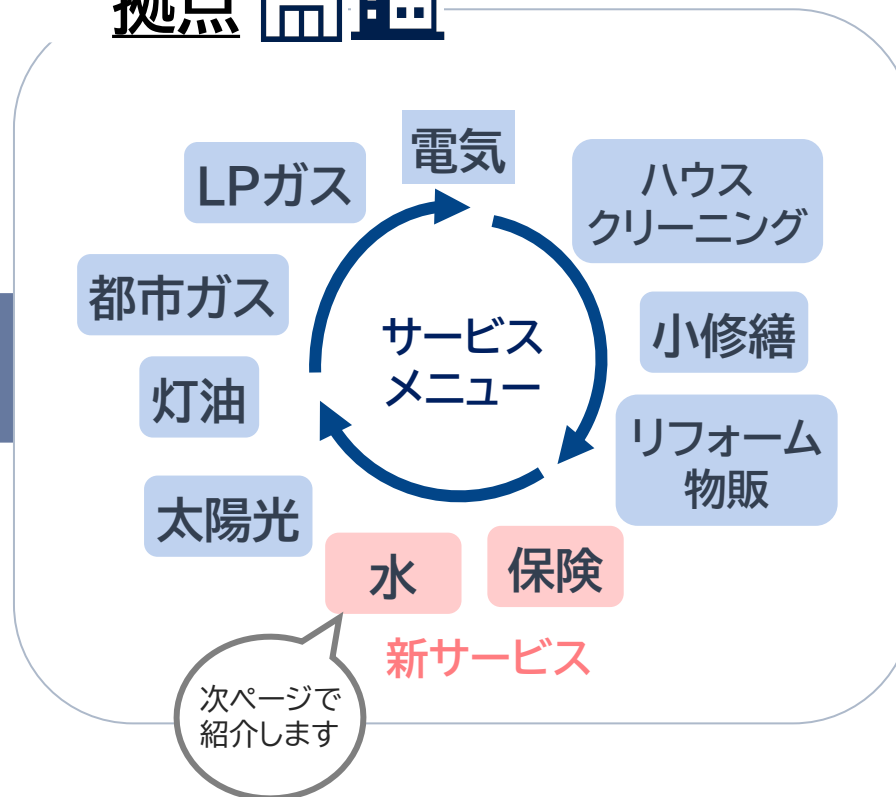 拠点
電気
LPガス
ハウス
クリーニング
都市ガス
小修繕
サービス
メニュー
灯油
リフォーム
物販
太陽光
水
保険
新サービス
次ページで
紹介します